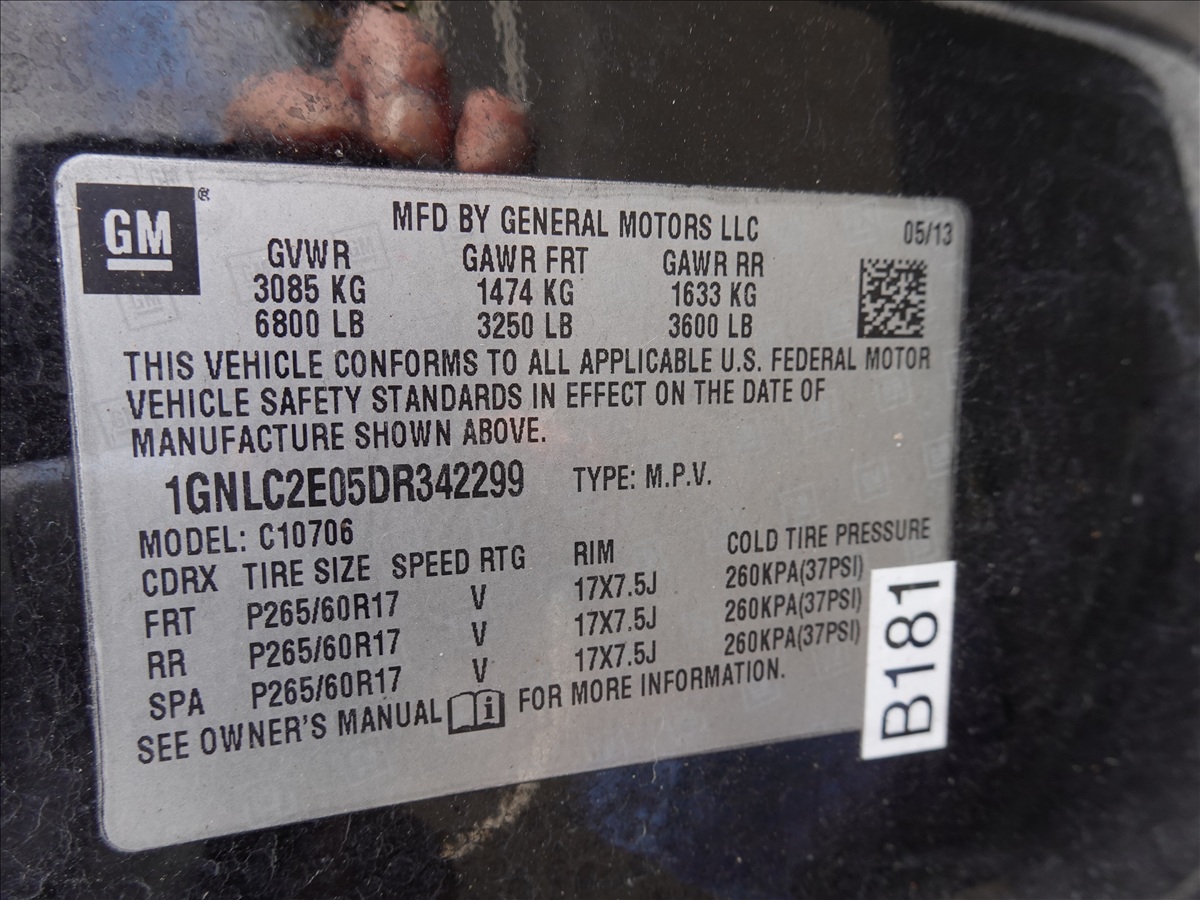 GM ®
MFD BY GENERAL MOTORS LLC 05/13
GVWR GAWR FRT GAWR RR
3085 KG 1474 KG 1633 KG
6800 LB 3250 LB 3600 LB
THIS VEHICLE CONFORMS TO ALL APPLICABLE U.S. FEDERAL MOTOR
VEHICLE SAFETY STANDARDS IN EFFECT ON THE DATE OF
MANUFACTURE SHOWN ABOVE.
1GNLC2E05DR342299 TYPE: M.P.V.
MODEL: C10706
CDRX TIRE SIZE SPEED RTG RIM COLD TIRE PRESSURE
FRT P265/60R17 V 17X7.5J 260KPA(37PSI)
RR P265/60R17 V 17X7.5J 260KPA(37PSI)
SPA P265/60R17 V 17X7.5J 260KPA(37PSI)
SEE OWNER'S MANUAL i FOR MORE INFORMATION.
B181